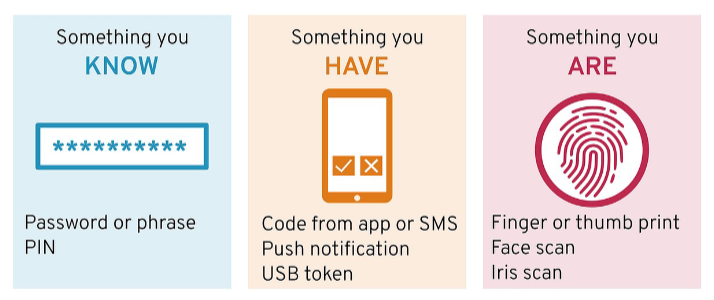 Something you
KNOW
**********
Password or phrase
PIN
Something you
HAVE
Code from app or SMS
Push notification
USB token
Something you
ARE
Finger or thumb print
Face scan
Iris scan